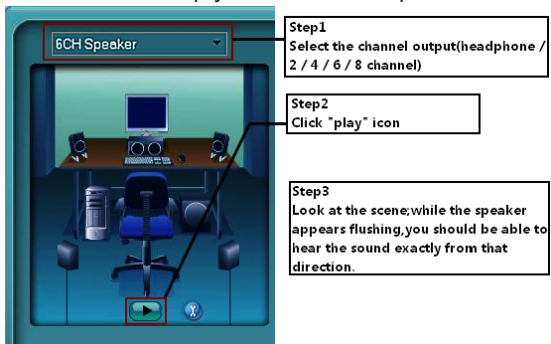 6CH Speaker
Step1
Select the channel output(headphone /
2 / 4 / 6 / 8 channel)
Step2
Click "play" icon
Step3
Look at the scene;while the speaker
appears flushing,you should be able to
hear the sound exactly from that
direction.